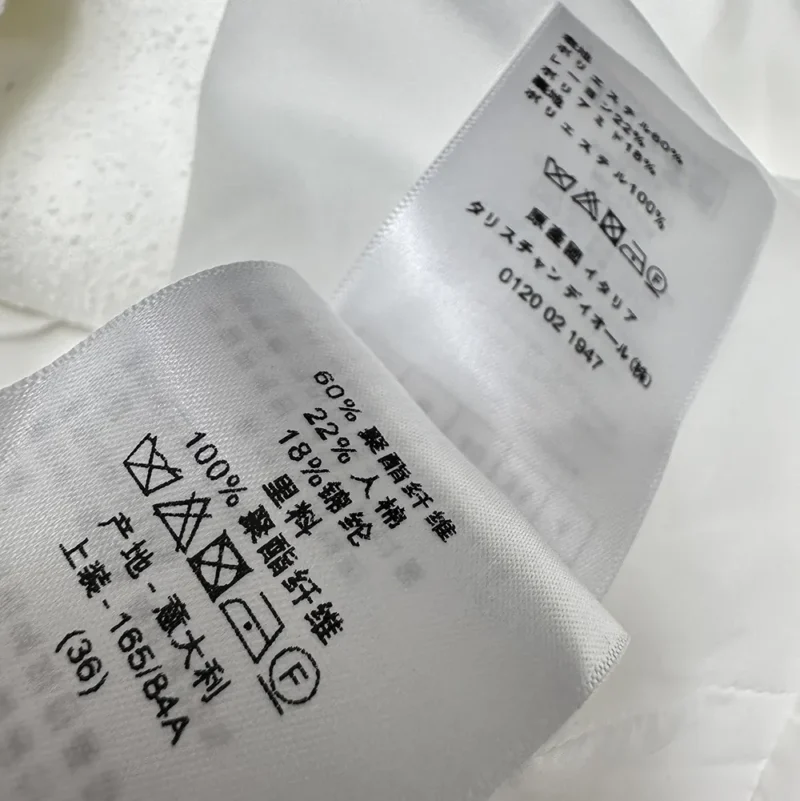 ポリエステル60%
レーヨン22%
ポリアミド18%
裏地
ポリエステル100%
F
原産國 イタリア
タリスチャン ディオール(株)
0120 02 1947
60% 聚酯纤维
22% 人棉
18%锦纶
里料
100% 聚酯纤维
F
产地 - 意大利
上装 - 165/84A
(36)